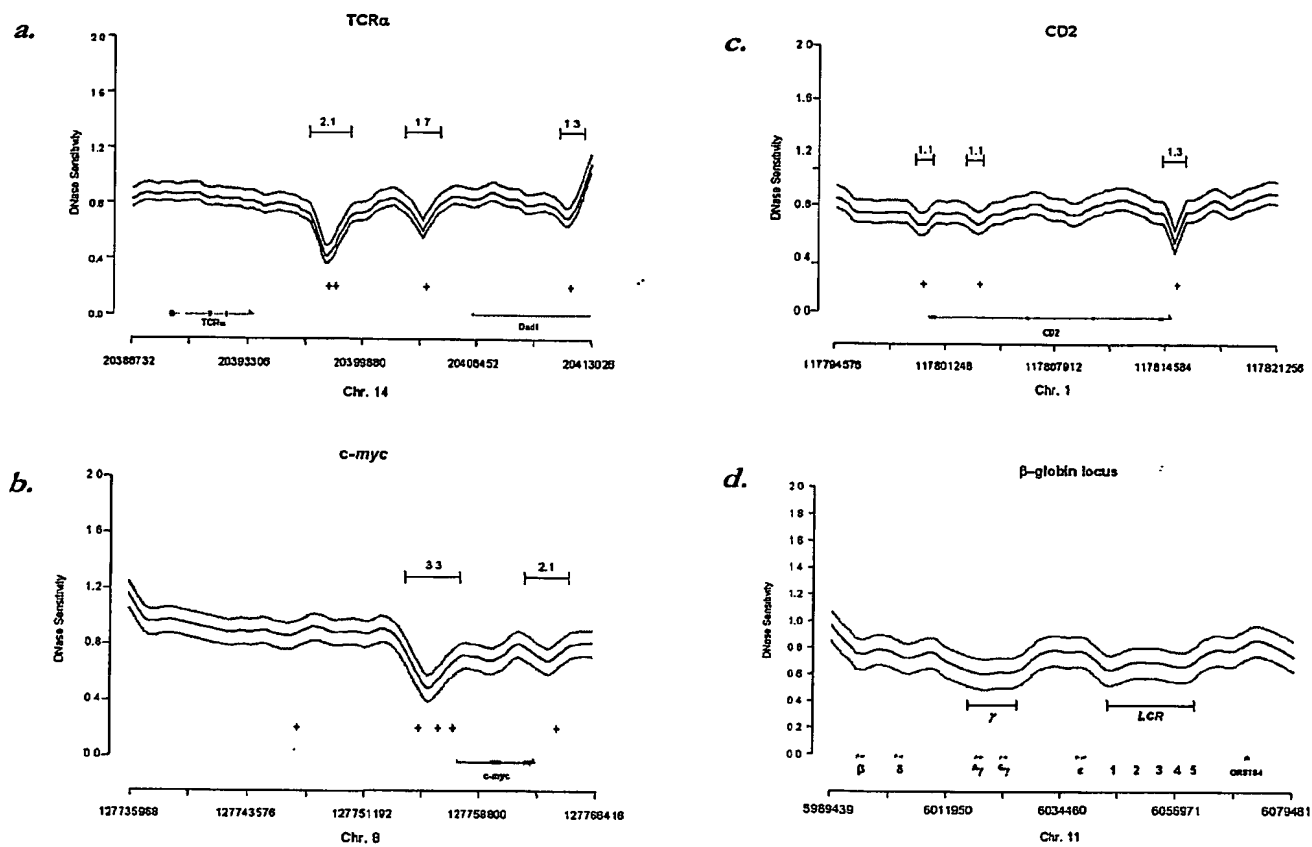 a.
TCRα
DNase Sensitivity
2.0
1.6
1.2
0.8
0.4
0.0
2.1
1.7
1.3
++
+
+
TCRα
Dad1
20386732
20393306
20399880
20406452
20413026
Chr. 14
c.
CD2
DNase Sensitivity
2.0
1.6
1.2
0.8
0.4
0.0
1.1
1.1
1.3
+
+
+
CD2
117794576
117801248
117807912
117814584
117821256
Chr. 1
b.
c-myc
DNase Sensitivity
2.0
1.6
1.2
0.8
0.4
0.0
3.3
2.1
+
+
+
+
+
c-myc
127735968
127743576
127751192
127758800
127768416
Chr. 8
d.
β-globin locus
DNase Sensitivity
2.0
1.8
1.6
1.4
1.2
1.0
0.8
0.6
0.4
0.2
0.0
γ
LCR
β
δ
ε
1
2
3
4
5
5989439
6011950
6034460
6056971
6079481
Chr. 11